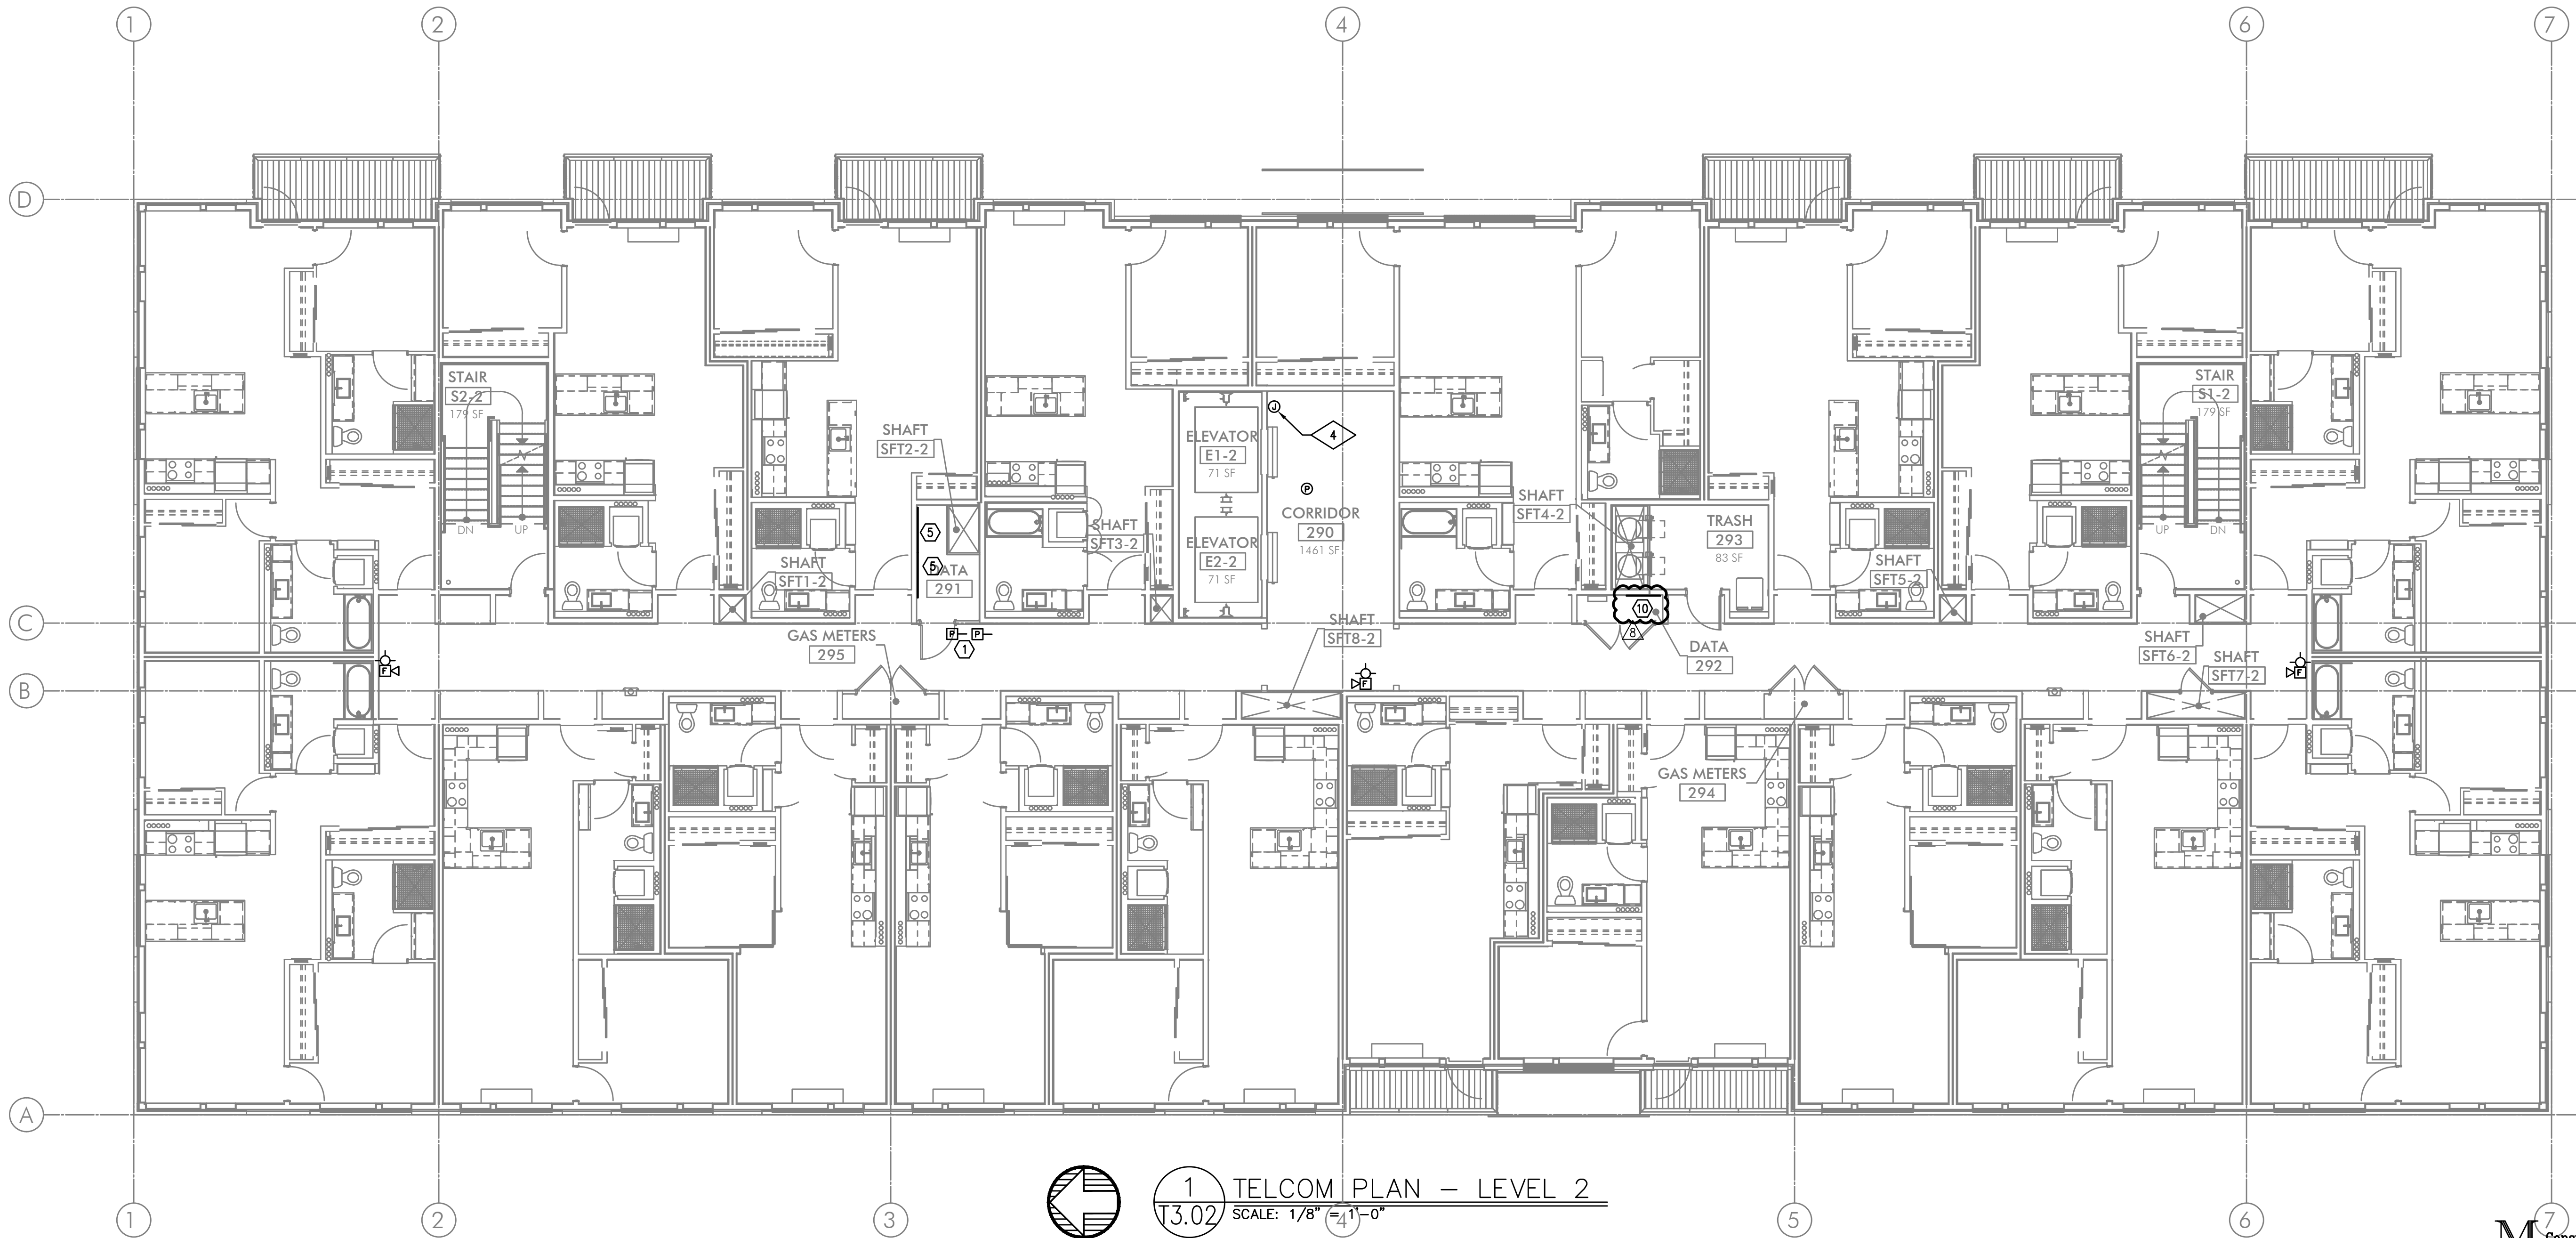 1
2
4
6
7
D
STAIR
S2-2
179 SF
STAIR
S1-2
179 SF
J
4
SHAFT
SFT2-2
ELEVATOR
E1-2
71 SF
P
SHAFT
SFT4-2
CORRIDOR
290
1461 SF
TRASH
293
83 SF
DN
UP
5
SHAFT
SFT3-2
UP
DN
ELEVATOR
E2-2
71 SF
5
DATA
291
SHAFT
SFT1-2
SHAFT
SFT5-2
10
8
C
GAS METERS
295
P
P
1
SHAFT
SFT8-2
DATA
292
SHAFT
SFT6-2
SHAFT
SFT7-2
F
F
F
B
GAS METERS
294
A
1
T3.02
TELCOM PLAN – LEVEL 2
SCALE: 1/8" = 1'-0"
1
2
3
4
5
6
7
M